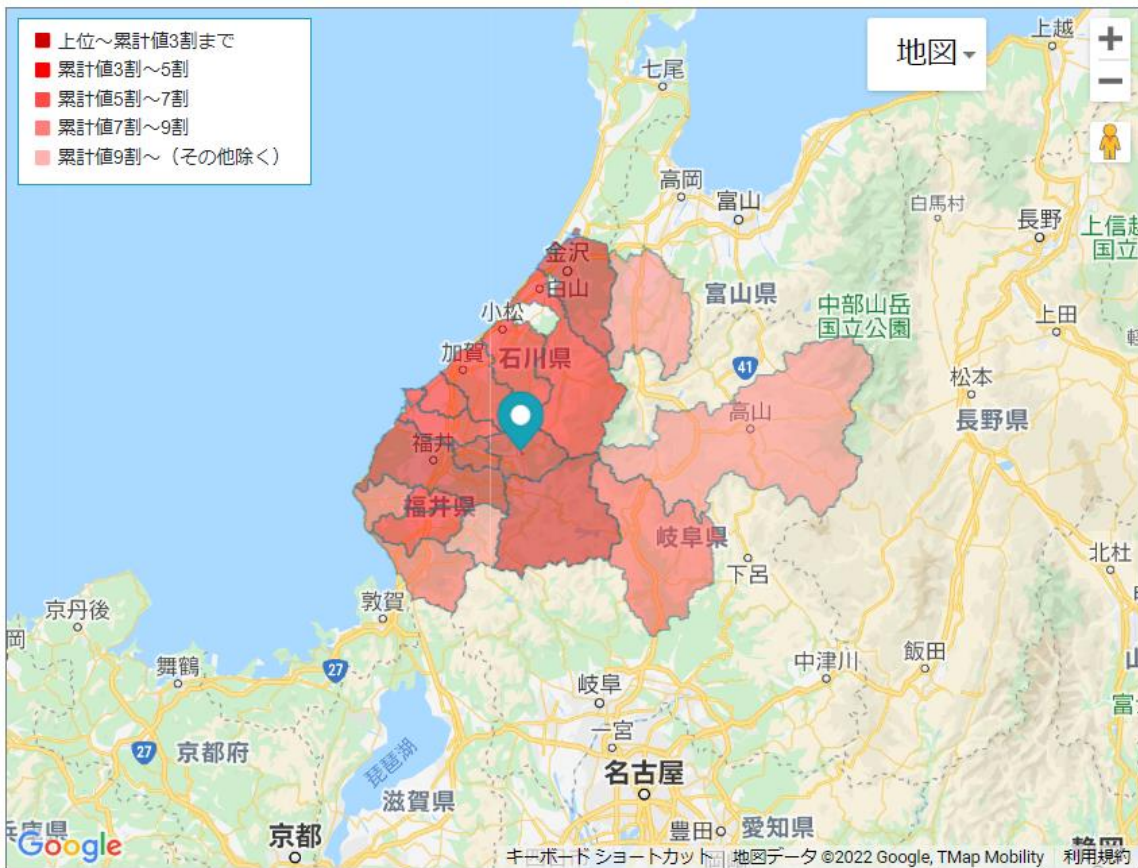 上位～累計値3割まで
累計値3割～5割
累計値5割～7割
累計値7割～9割
累計値9割～（その他除く）
地図
上越
七尾
高岡
富山
白馬村
長野
上信越
国立
金沢
白山
富山県
中部山岳
国立公園
上田
小松
石川県
加賀
41
松本
高山
長野県
福井
福井県
岐阜県
下呂
北杜
京丹後
敦賀
岡
舞鶴
27
中津川
飯田
山
岐阜
富
27
京都府
一宮
琵琶湖
名古屋
滋賀県
兵庫県
京都
豊田
愛知県
静岡
Google
キーボード ショートカット
地図データ ©2022 Google, TMap Mobility
利用規約